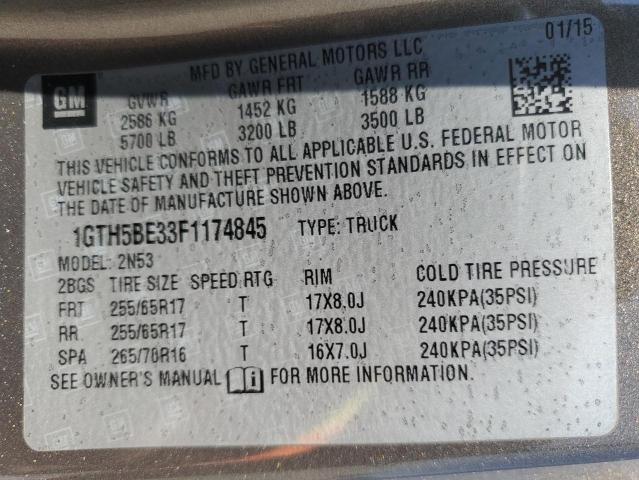 01/15
MFD BY GENERAL MOTORS LLC
GM
GVWR GAWR FRT GAWR RR
2586 KG 1452 KG 1588 KG
5700 LB 3200 LB 3500 LB
THIS VEHICLE CONFORMS TO ALL APPLICABLE U.S. FEDERAL MOTOR
VEHICLE SAFETY AND THEFT PREVENTION STANDARDS IN EFFECT ON
THE DATE OF MANUFACTURE SHOWN ABOVE.
1GTH5BE33F1174845 TYPE: TRUCK
MODEL: 2N53
2BGS TIRE SIZE SPEED RTG RIM COLD TIRE PRESSURE
FRT 255/65R17 T 17X8.0J 240KPA(35PSI)
RR 255/65R17 T 17X8.0J 240KPA(35PSI)
SPA 265/70R16 T 16X7.0J 240KPA(35PSI)
SEE OWNER'S MANUAL FOR MORE INFORMATION.